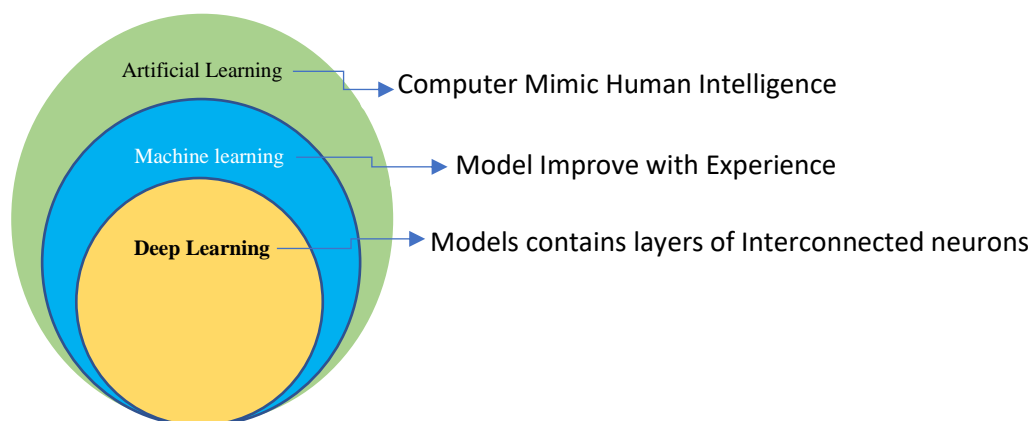 Artificial Learning
Computer Mimic Human Intelligence
Machine learning
Model Improve with Experience
Deep Learning
Models contains layers of Interconnected neurons